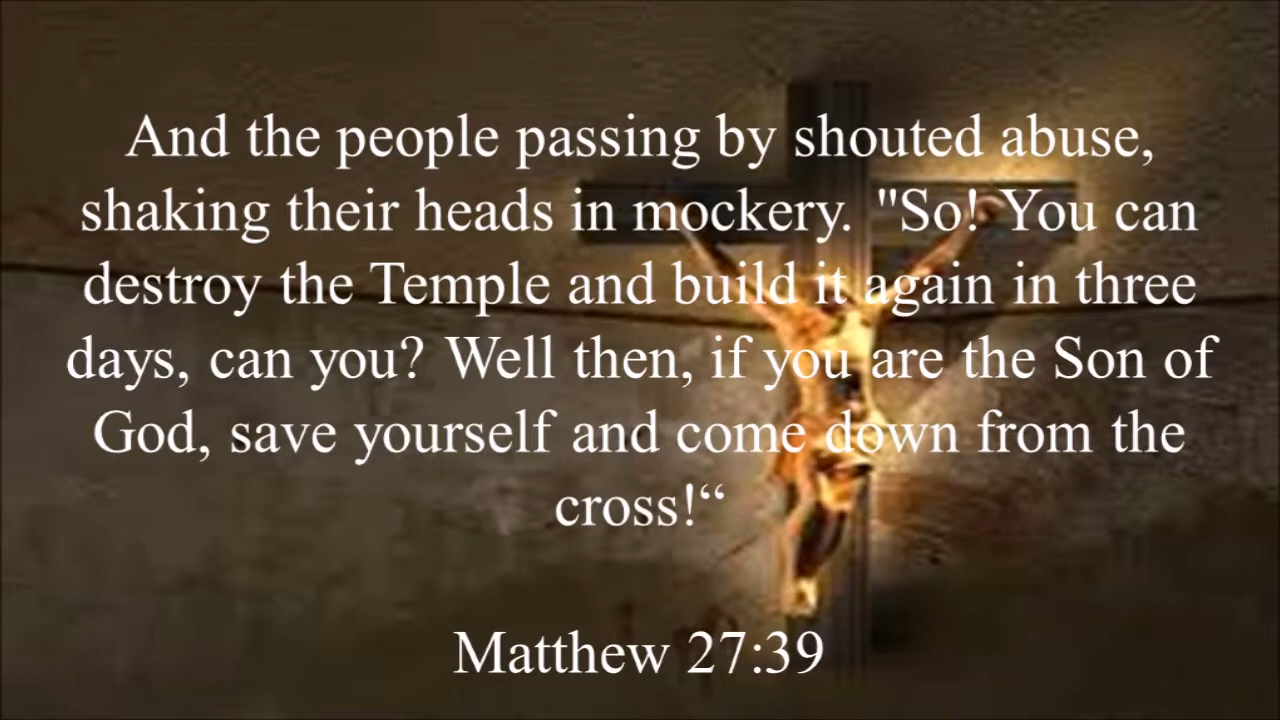 And the people passing by shouted abuse,
shaking their heads in mockery. "So! You can
destroy the Temple and build it again in three
days, can you? Well then, if you are the Son of
God, save yourself and come down from the
cross!“
Matthew 27:39